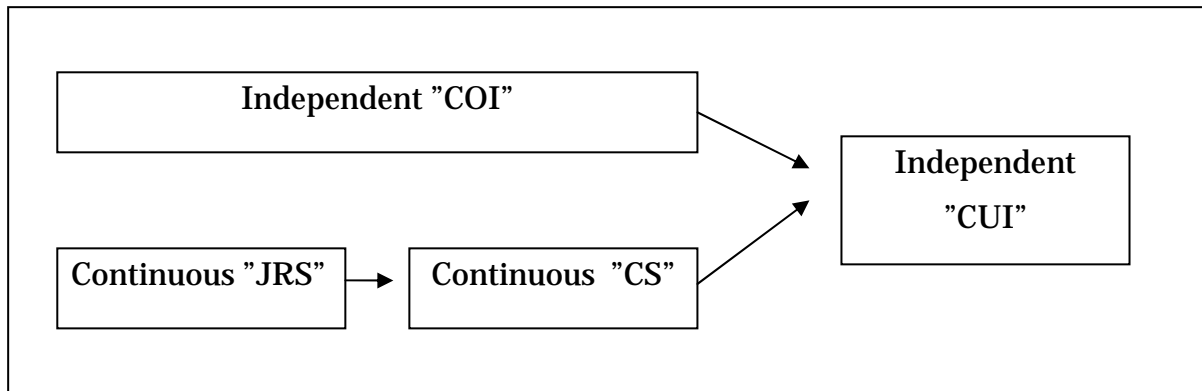 Independent ”COI”
Independent
”CUI”
Continuous ”JRS”
Continuous ”CS”